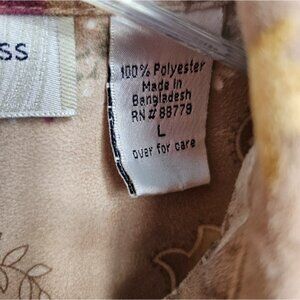 SS
100% Polyester
Made in
Bangladesh
RN# 88779
L
over for care